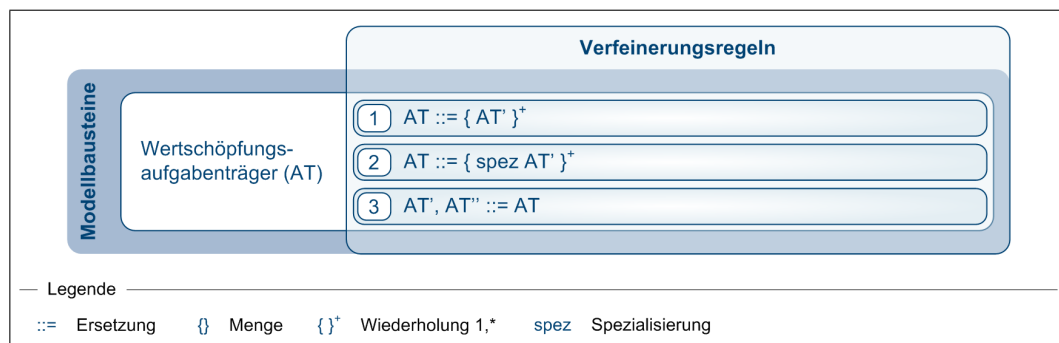 Verfeinerungsregeln
Modellbausteine
Wertschöpfungs-
aufgabenträger (AT)
1 AT ::= { AT’ }+
2 AT ::= { spez AT’ }+
3 AT’, AT’’ ::= AT
Legende
::= Ersetzung {} Menge { }+ Wiederholung 1,* spez Spezialisierung